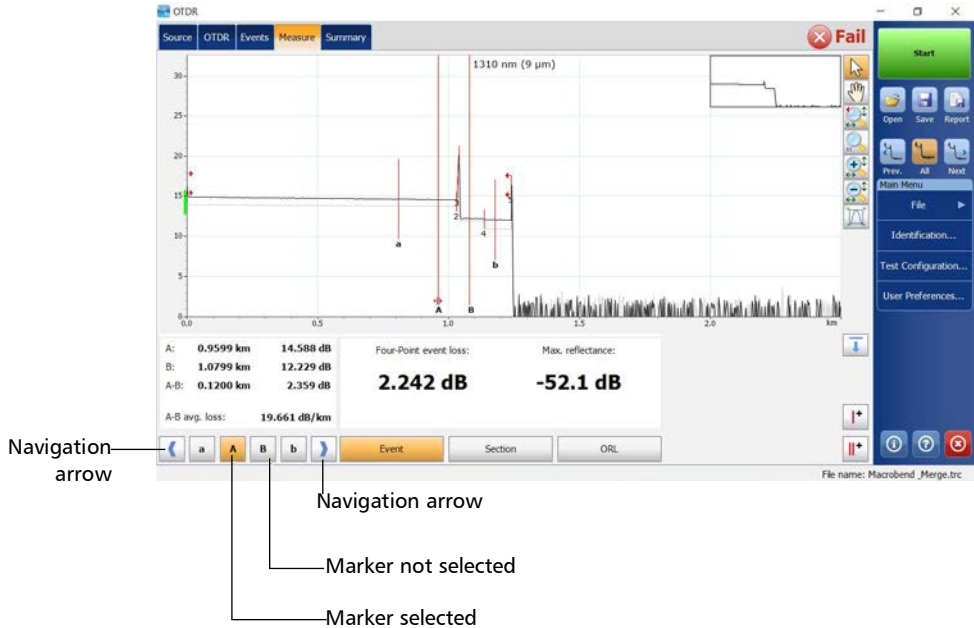 OTDR
Source OTDR Events Measure Summary
Fail
1310 nm (9 µm)
30
25
20
15
10
5
0
0.0 0.5 1.0 1.5 2.0 km
a
A
B
b
2
4
Start
Open Save Report
Prev. All Next
Main Menu
File
Identification...
Test Configuration...
User Preferences...
A: 0.9599 km 14.588 dB
B: 1.0799 km 12.229 dB
A-B: 0.1200 km 2.359 dB
A-B avg. loss: 19.661 dB/km
Four-Point event loss: Max. reflectance:
2.242 dB -52.1 dB
a A B b Event Section ORL
File name: Macrobend _Merge.trc
Navigation
arrow
Navigation arrow
Marker not selected
Marker selected